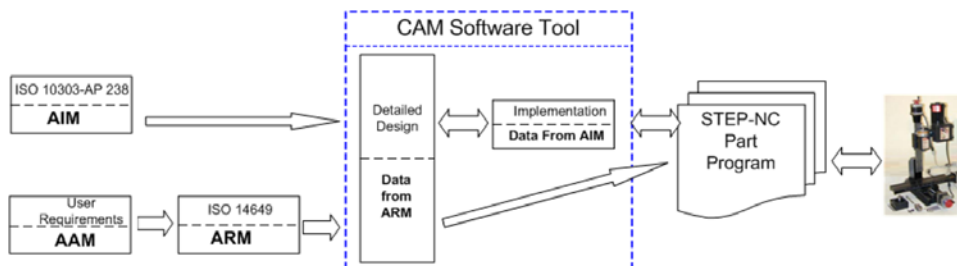 CAM Software Tool
ISO 10303-AP 238
AIM
User
Requirements
AAM
ISO 14649
ARM
Detailed
Design
Data
from
ARM
Implementation
Data From AIM
STEP-NC
Part
Program